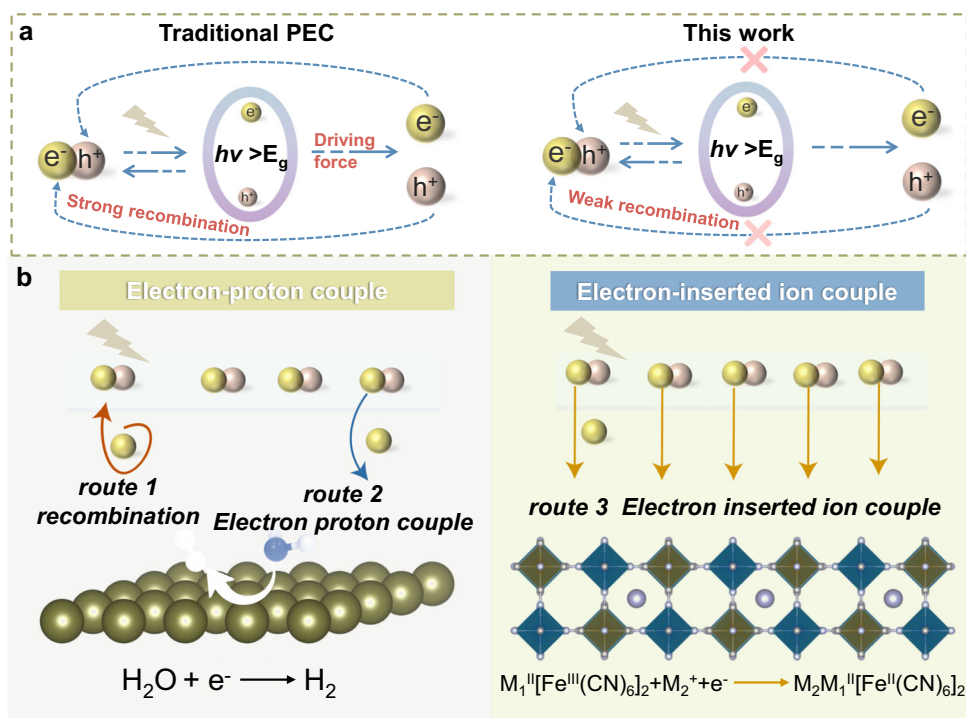 a
Traditional PEC
This work
e⁻
e⁻ h⁺
hv >E_g
h⁺
Driving
force
e⁻
h⁺
Strong recombination
e⁻
e⁻ h⁺
hv >E_g
h⁺
e⁻
h⁺
Weak recombination
b
Electron-proton couple
Electron-inserted ion couple
route 1
recombination
route 2
Electron proton couple
route 3 Electron inserted ion couple
H₂O + e⁻ ⟶ H₂
M₁ᴵᴵ[Feᴵᴵᴵ(CN)₆]₂+M₂⁺+e⁻ ⟶ M₂M₁ᴵᴵ[Feᴵᴵ(CN)₆]₂